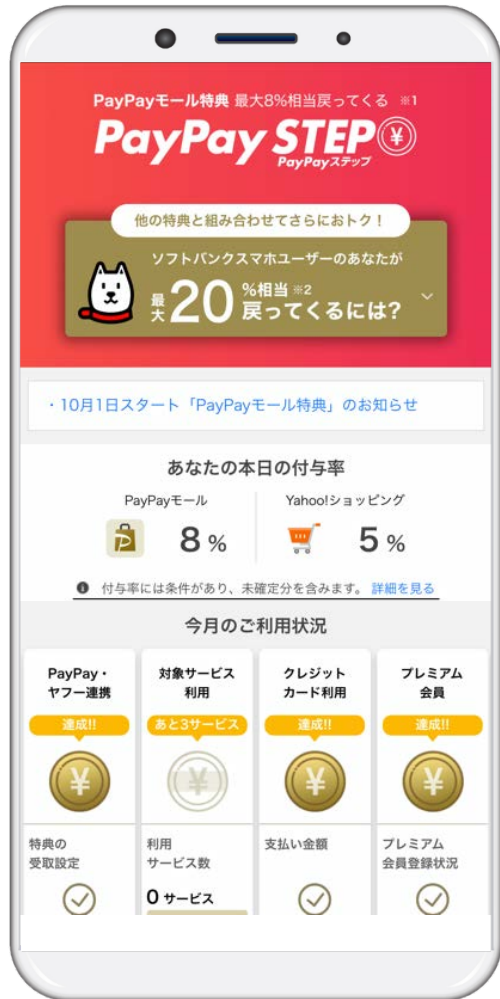 PayPayモール特典 最大8%相当戻ってくる ※1
PayPay STEP ¥
PayPayステップ
他の特典と組み合わせてさらにおトク！
ソフトバンクスマホユーザーのあなたが
最大20%相当 ※2
戻ってくるには?
・10月1日スタート「PayPayモール特典」のお知らせ
あなたの本日の付与率
PayPayモール
8 %
Yahoo!ショッピング
5 %
付与率には条件があり、未確定分を含みます。 詳細を見る
今月のご利用状況
PayPay・
ヤフー連携
達成!!
¥
特典の
受取設定
対象サービス
利用
あと3サービス
¥
利用
サービス数
0 サービス
クレジット
カード利用
達成!!
¥
支払い金額
プレミアム
会員
達成!!
¥
プレミアム
会員登録状況